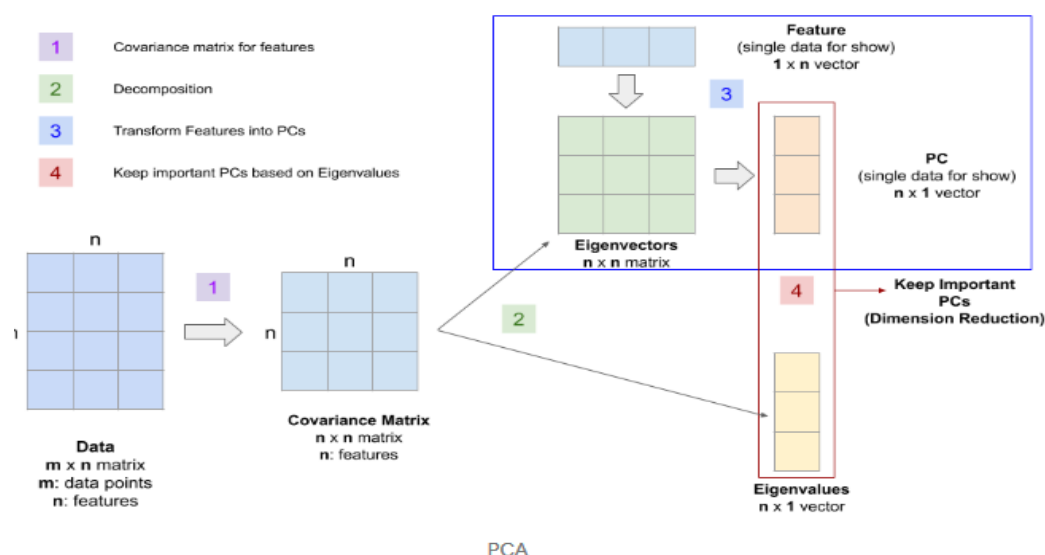 1 Covariance matrix for features
2 Decomposition
3 Transform Features into PCs
4 Keep important PCs based on Eigenvalues
Feature
(single data for show)
1 x n vector
3
PC
(single data for show)
n x 1 vector
Eigenvectors
n x n matrix
n
1
n
n
2
4
Keep Important
PCs
(Dimension Reduction)
Data
m x n matrix
m: data points
n: features
Covariance Matrix
n x n matrix
n: features
Eigenvalues
n x 1 vector
PCA